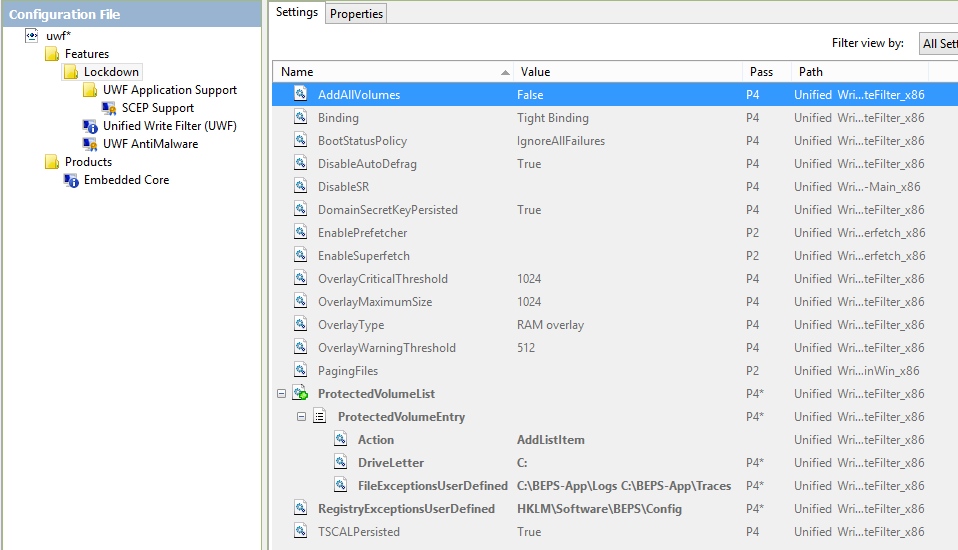 Configuration File
uwf*
Features
Lockdown
UWF Application Support
SCEP Support
Unified Write Filter (UWF)
UWF AntiMalware
Products
Embedded Core
Settings Properties
Filter view by: All Sett
Name Value Pass Path
AddAllVolumes False P4 Unified Wri...teFilter_x86
Binding Tight Binding P4 Unified Wri...teFilter_x86
BootStatusPolicy IgnoreAllFailures P4 Unified Wri...teFilter_x86
DisableAutoDefrag True P4 Unified Wri...teFilter_x86
DisableSR P4 Unified Wri...-Main_x86
DomainSecretKeyPersisted True P4 Unified Wri...teFilter_x86
EnablePrefetcher P2 Unified Wri...erfetch_x86
EnableSuperfetch P2 Unified Wri...erfetch_x86
OverlayCriticalThreshold 1024 P4 Unified Wri...teFilter_x86
OverlayMaximumSize 1024 P4 Unified Wri...teFilter_x86
OverlayType RAM overlay P4 Unified Wri...teFilter_x86
OverlayWarningThreshold 512 P4 Unified Wri...teFilter_x86
PagingFiles P2 Unified Wri...inWin_x86
ProtectedVolumeList P4* Unified Wri...teFilter_x86
ProtectedVolumeEntry P4* Unified Wri...teFilter_x86
Action AddListItem Unified Wri...teFilter_x86
DriveLetter C: P4* Unified Wri...teFilter_x86
FileExceptionsUserDefined C:\BEPS-App\Logs C:\BEPS-App\Traces P4* Unified Wri...teFilter_x86
RegistryExceptionsUserDefined HKLM\Software\BEPS\Config P4* Unified Wri...teFilter_x86
TSCALPersisted True P4 Unified Wri...teFilter_x86